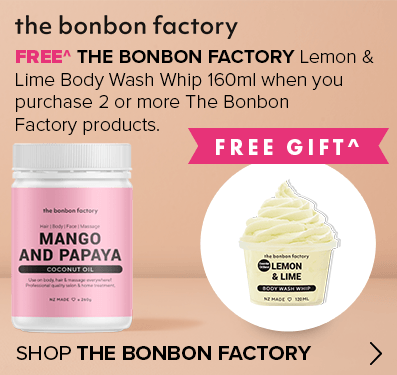 the bonbon factory
FREE^ THE BONBON FACTORY Lemon &
Lime Body Wash Whip 160ml when you
purchase 2 or more The Bonbon
Factory products.
FREE GIFT^
the bonbon factory
Hair | Body | Face | Massage
MANGO
AND PAPAYA
COCONUT OIL
Use on body, hair & massage everywhere!
Professional quality salon & home treatment.
NZ MADE ♡ e 260g
the bonbon factory
LEMON
& LIME
BODY WASH WHIP
NZ MADE ♡ 120ML
SHOP THE BONBON FACTORY